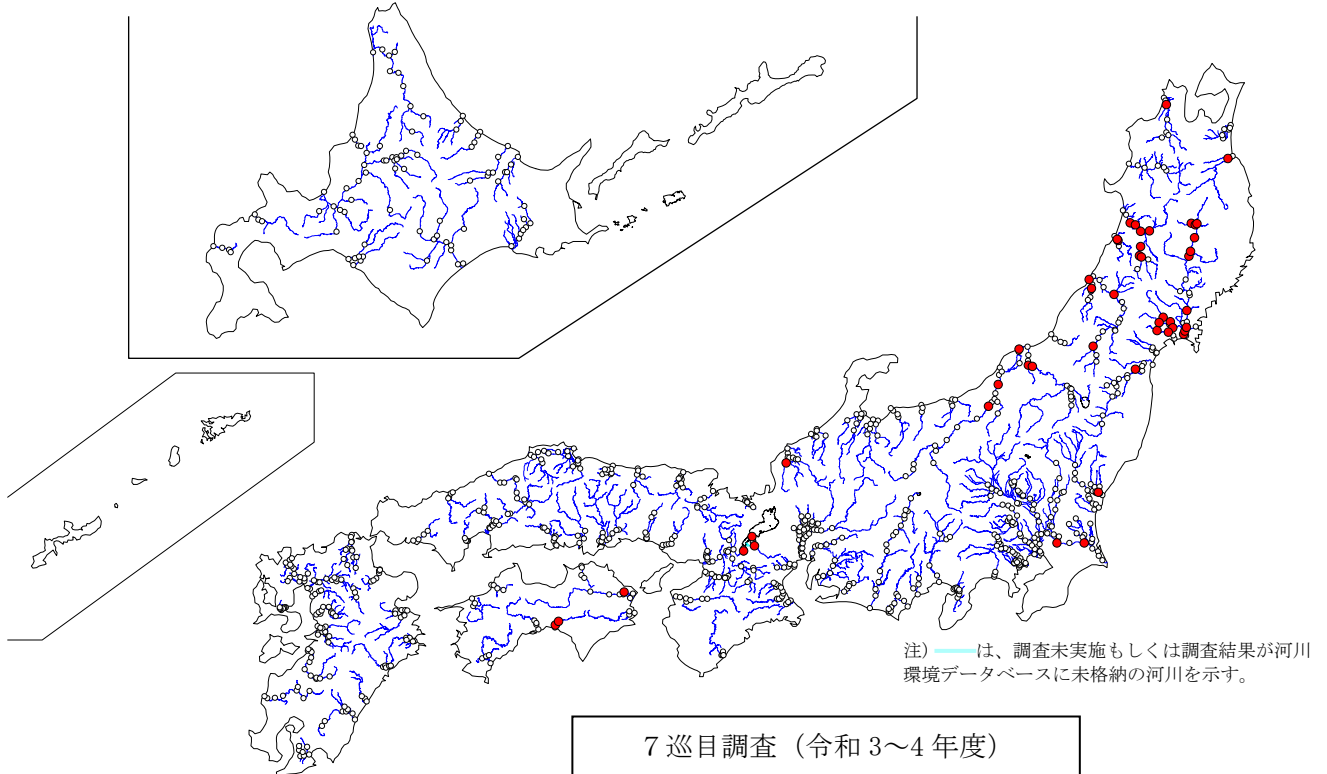 注) は、調査未実施もしくは調査結果が河川
環境データベースに未格納の河川を示す。
7巡目調査(令和3~4年度)